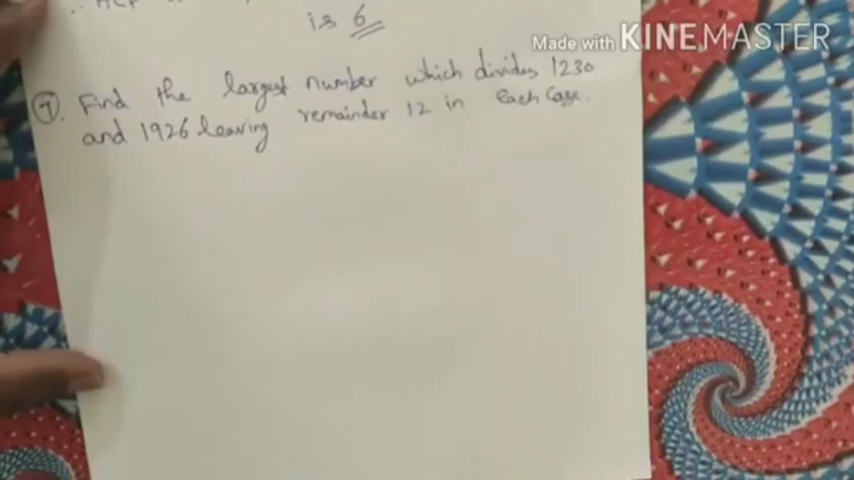 Made with KINEMASTER
is 6
7. Find the largest number which divides 1230
and 1926 leaving remainder 12 in each case.